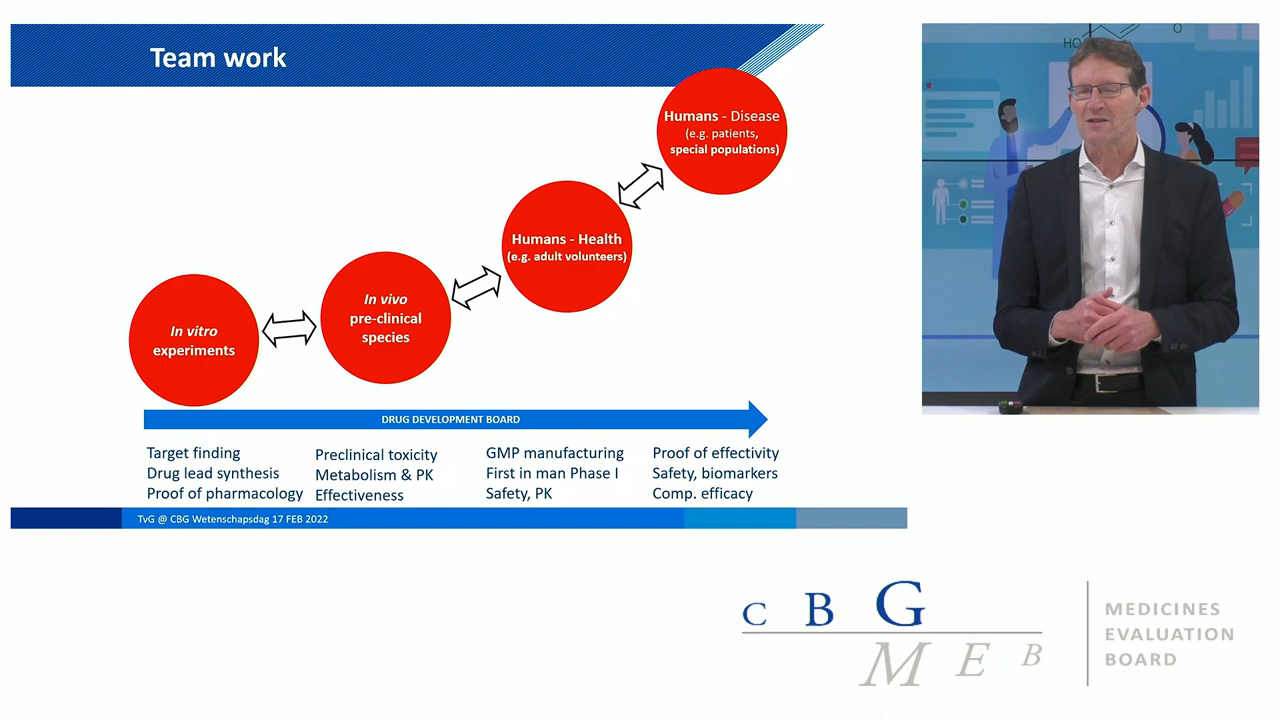 Team work
Humans - Disease
(e.g. patients,
special populations)
Humans - Health
(e.g. adult volunteers)
In vivo
pre-clinical
species
In vitro
experiments
DRUG DEVELOPMENT BOARD
Target finding
Drug lead synthesis
Proof of pharmacology
Preclinical toxicity
Metabolism & PK
Effectiveness
GMP manufacturing
First in man Phase I
Safety, PK
Proof of effectivity
Safety, biomarkers
Comp. efficacy
TvG @ CBG Wetenschapsdag 17 FEB 2022
HO
O
C B G
M E B
MEDICINES
EVALUATION
BOARD